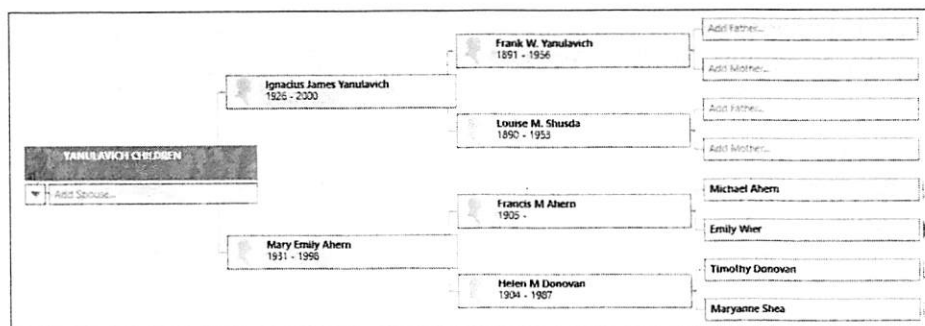 YANULAVICH CHILDREN
Add Spouse...
Ignacius James Yanulavich
1926 - 2000
Mary Emily Ahern
1931 - 1998
Frank W. Yanulavich
1891 - 1956
Louise M. Shusda
1890 - 1953
Francis M Ahern
1905 -
Helen M Donovan
1904 - 1987
Add Father...
Add Mother...
Add Father...
Add Mother...
Michael Ahern
Emily Wier
Timothy Donovan
Maryanne Shea